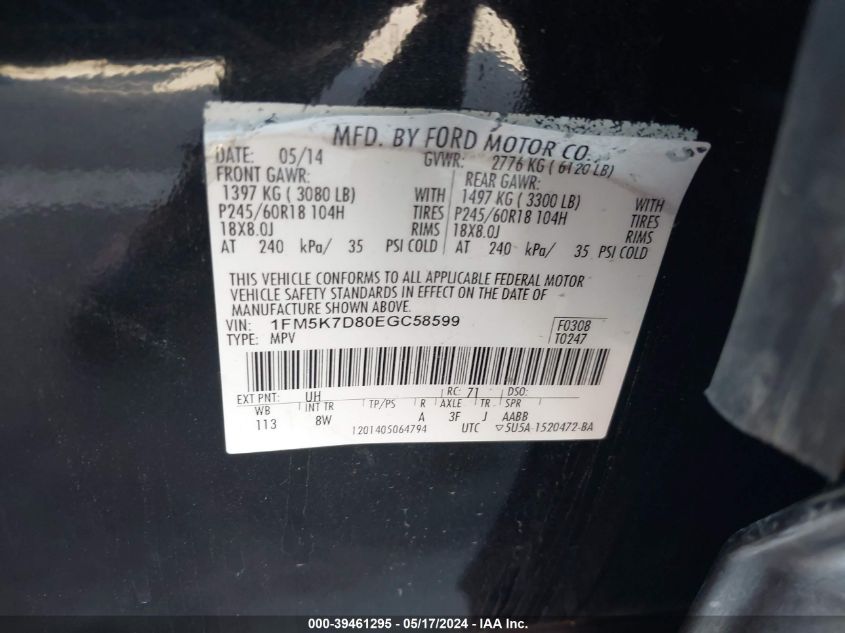 MFD. BY FORD MOTOR CO.
DATE: 05/14 GVWR: 2776 KG ( 6120 LB)
FRONT GAWR: REAR GAWR:
1397 KG ( 3080 LB) WITH 1497 KG ( 3300 LB) WITH
P245/60R18 104H TIRES P245/60R18 104H TIRES
18X8.0J RIMS 18X8.0J RIMS
AT 240 kPa/ 35 PSI COLD AT 240 kPa/ 35 PSI COLD
THIS VEHICLE CONFORMS TO ALL APPLICABLE FEDERAL MOTOR
VEHICLE SAFETY STANDARDS IN EFFECT ON THE DATE OF
MANUFACTURE SHOWN ABOVE.
VIN: 1FM5K7D80EGC58599 F0308
TYPE: MPV T0247
EXT PNT: UH RC: 71 DSO:
WB INT TR TP/PS R AXLE TR SPR
113 8W A 3F J AABB
1201405064794 UTC ▽5U5A-1520472-BA
000-39461295 - 05/17/2024 - IAA Inc.